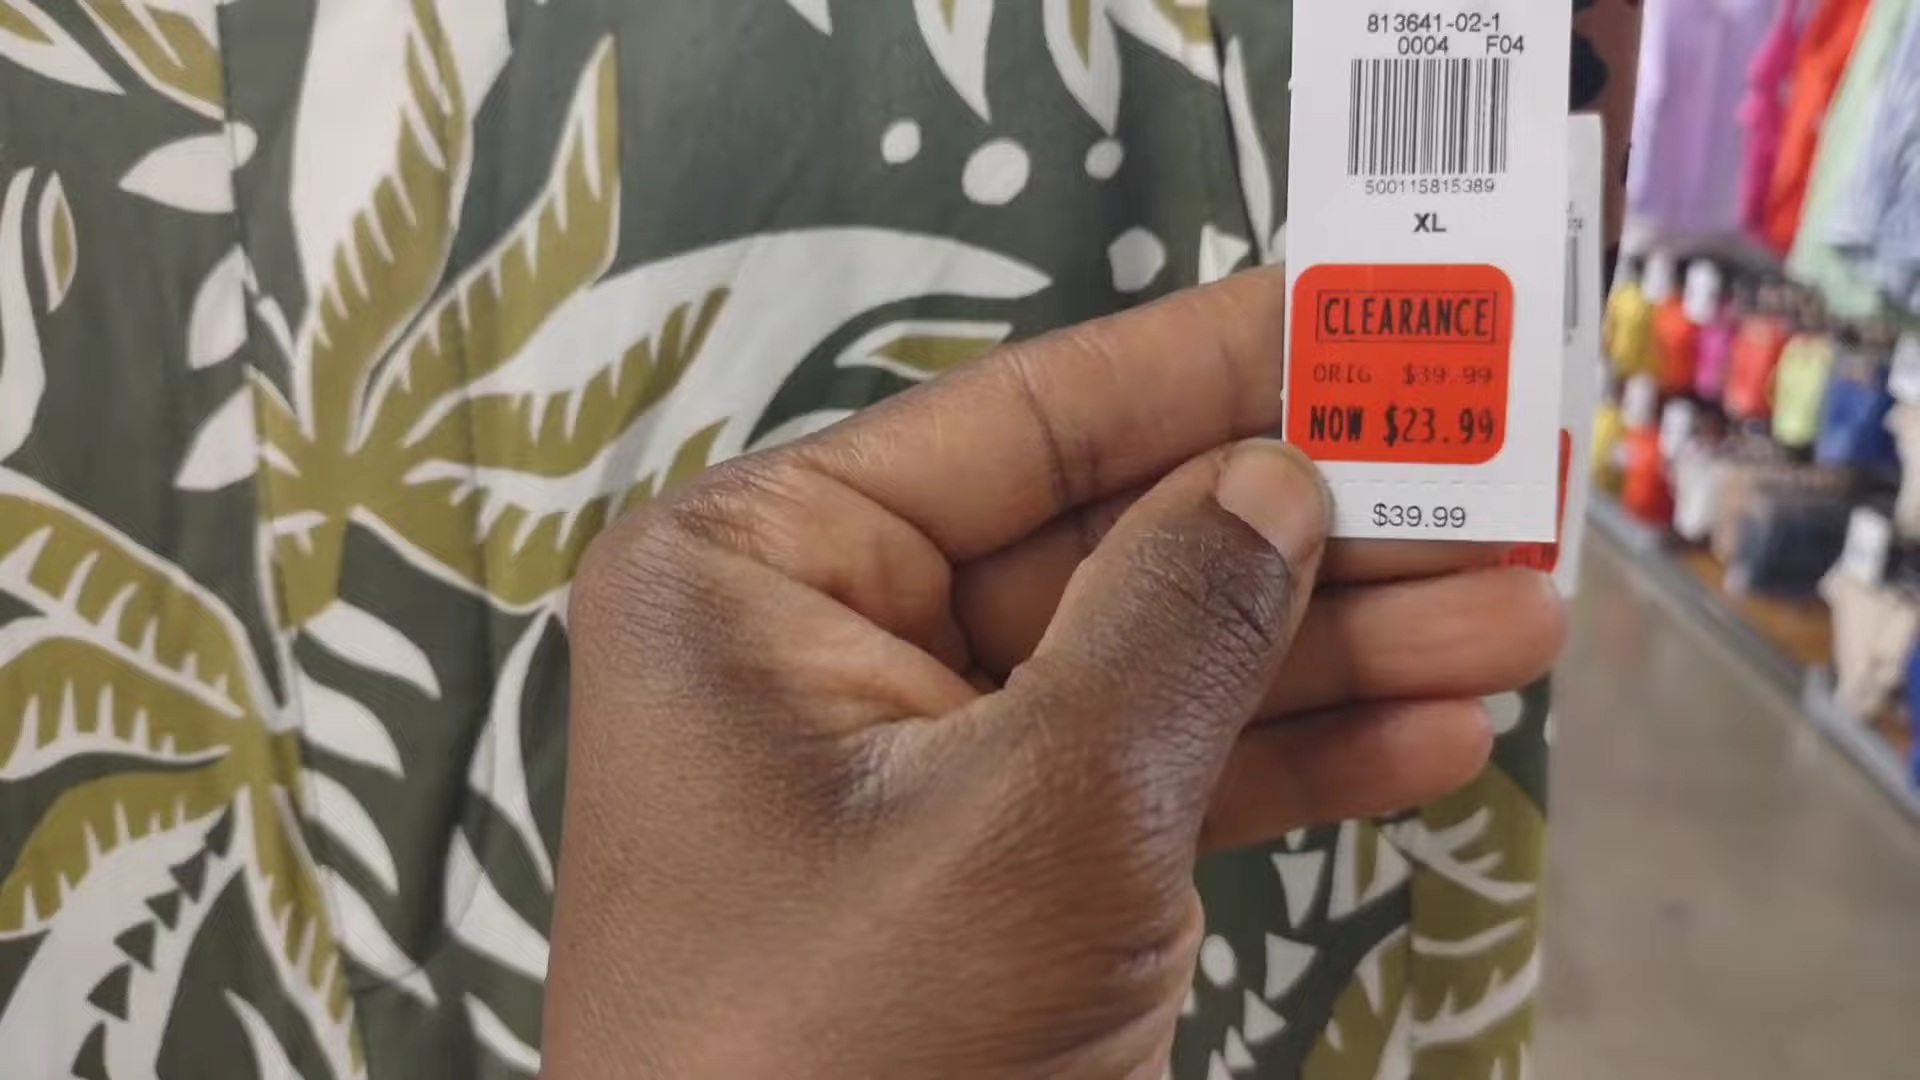 813641-02-1
0004 F04
500115815389
XL
CLEARANCE
ORIG $39.99
NOW $23.99
$39.99